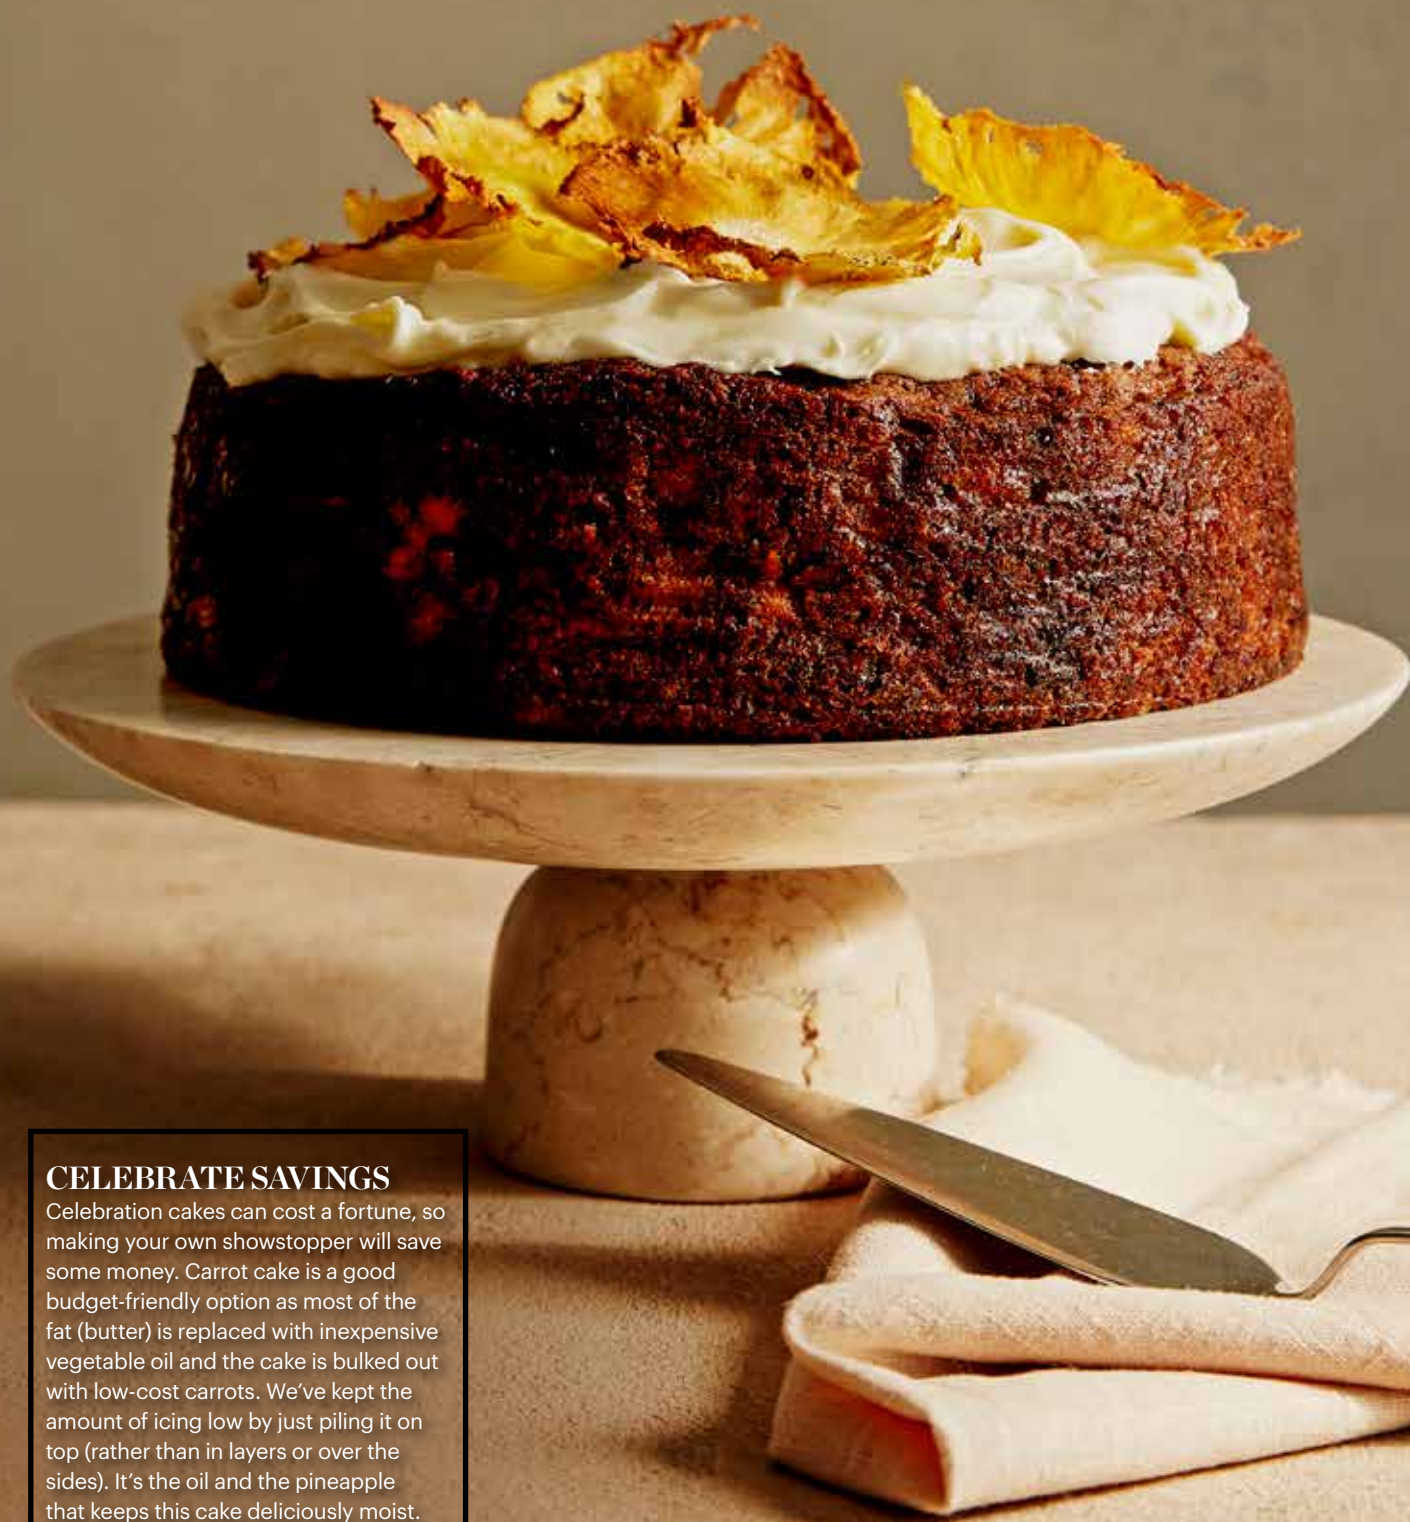 CELEBRATE SAVINGS
Celebration cakes can cost a fortune, so
making your own showstopper will save
some money. Carrot cake is a good
budget-friendly option as most of the
fat (butter) is replaced with inexpensive
vegetable oil and the cake is bulked out
with low-cost carrots. We’ve kept the
amount of icing low by just piling it on
top (rather than in layers or over the
sides). It’s the oil and the pineapple
that keeps this cake deliciously moist.